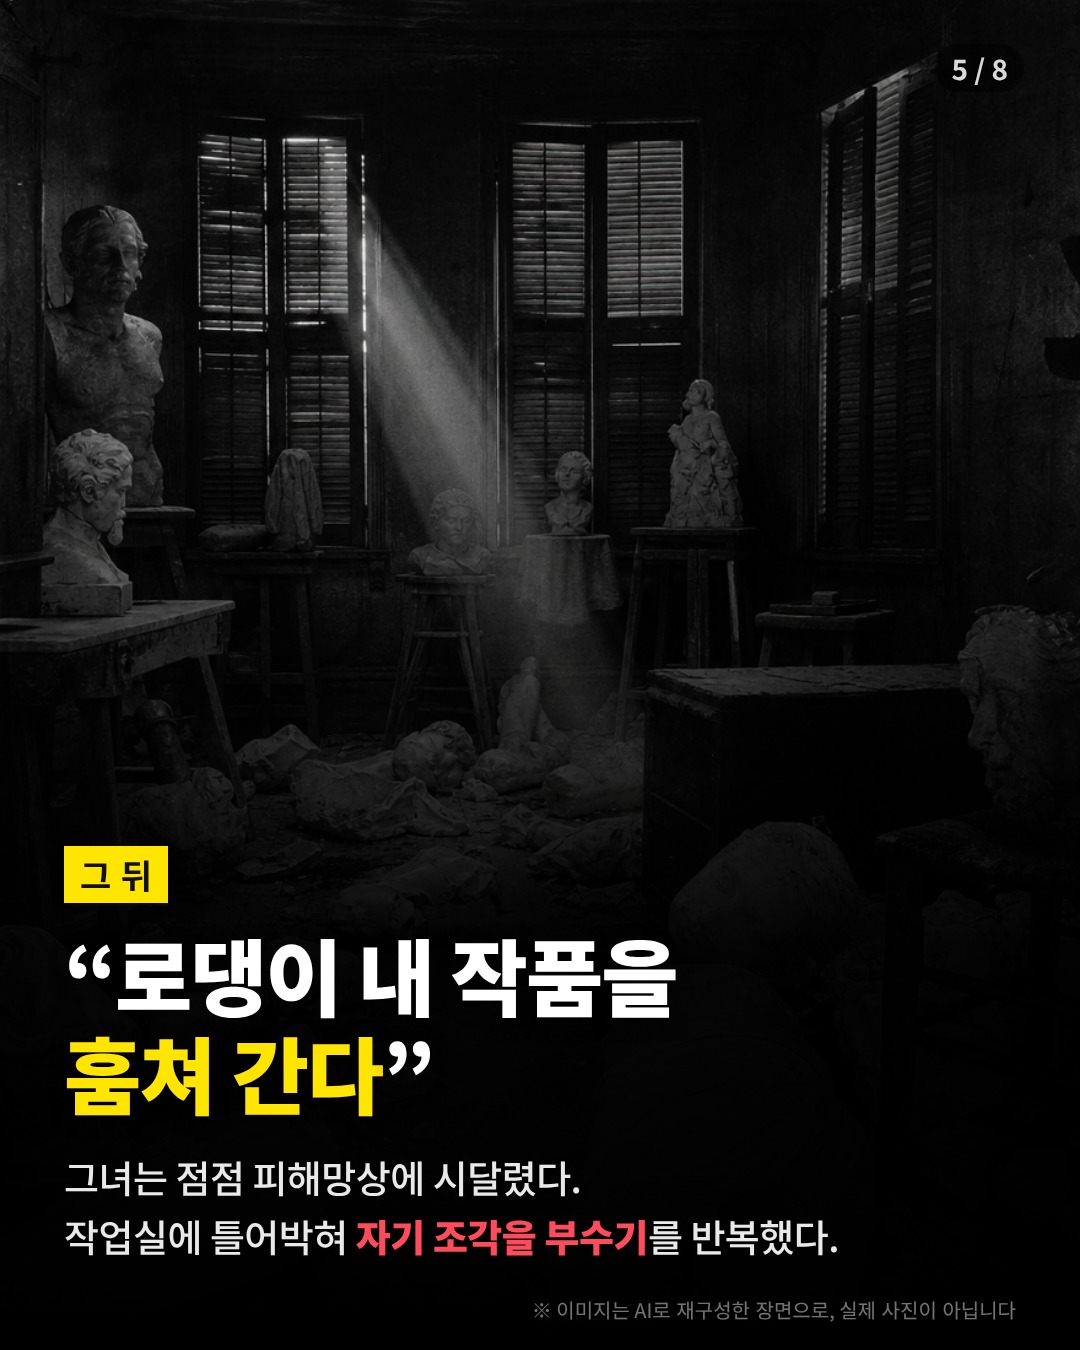 5 / 8
그 뒤
“로댕이 내 작품을
훔쳐 간다”
그녀는 점점 피해망상에 시달렸다.
작업실에 틀어박혀 자기 조각을 부수기를 반복했다.
※ 이미지는 AI로 재구성한 장면으로, 실제 사진이 아닙니다